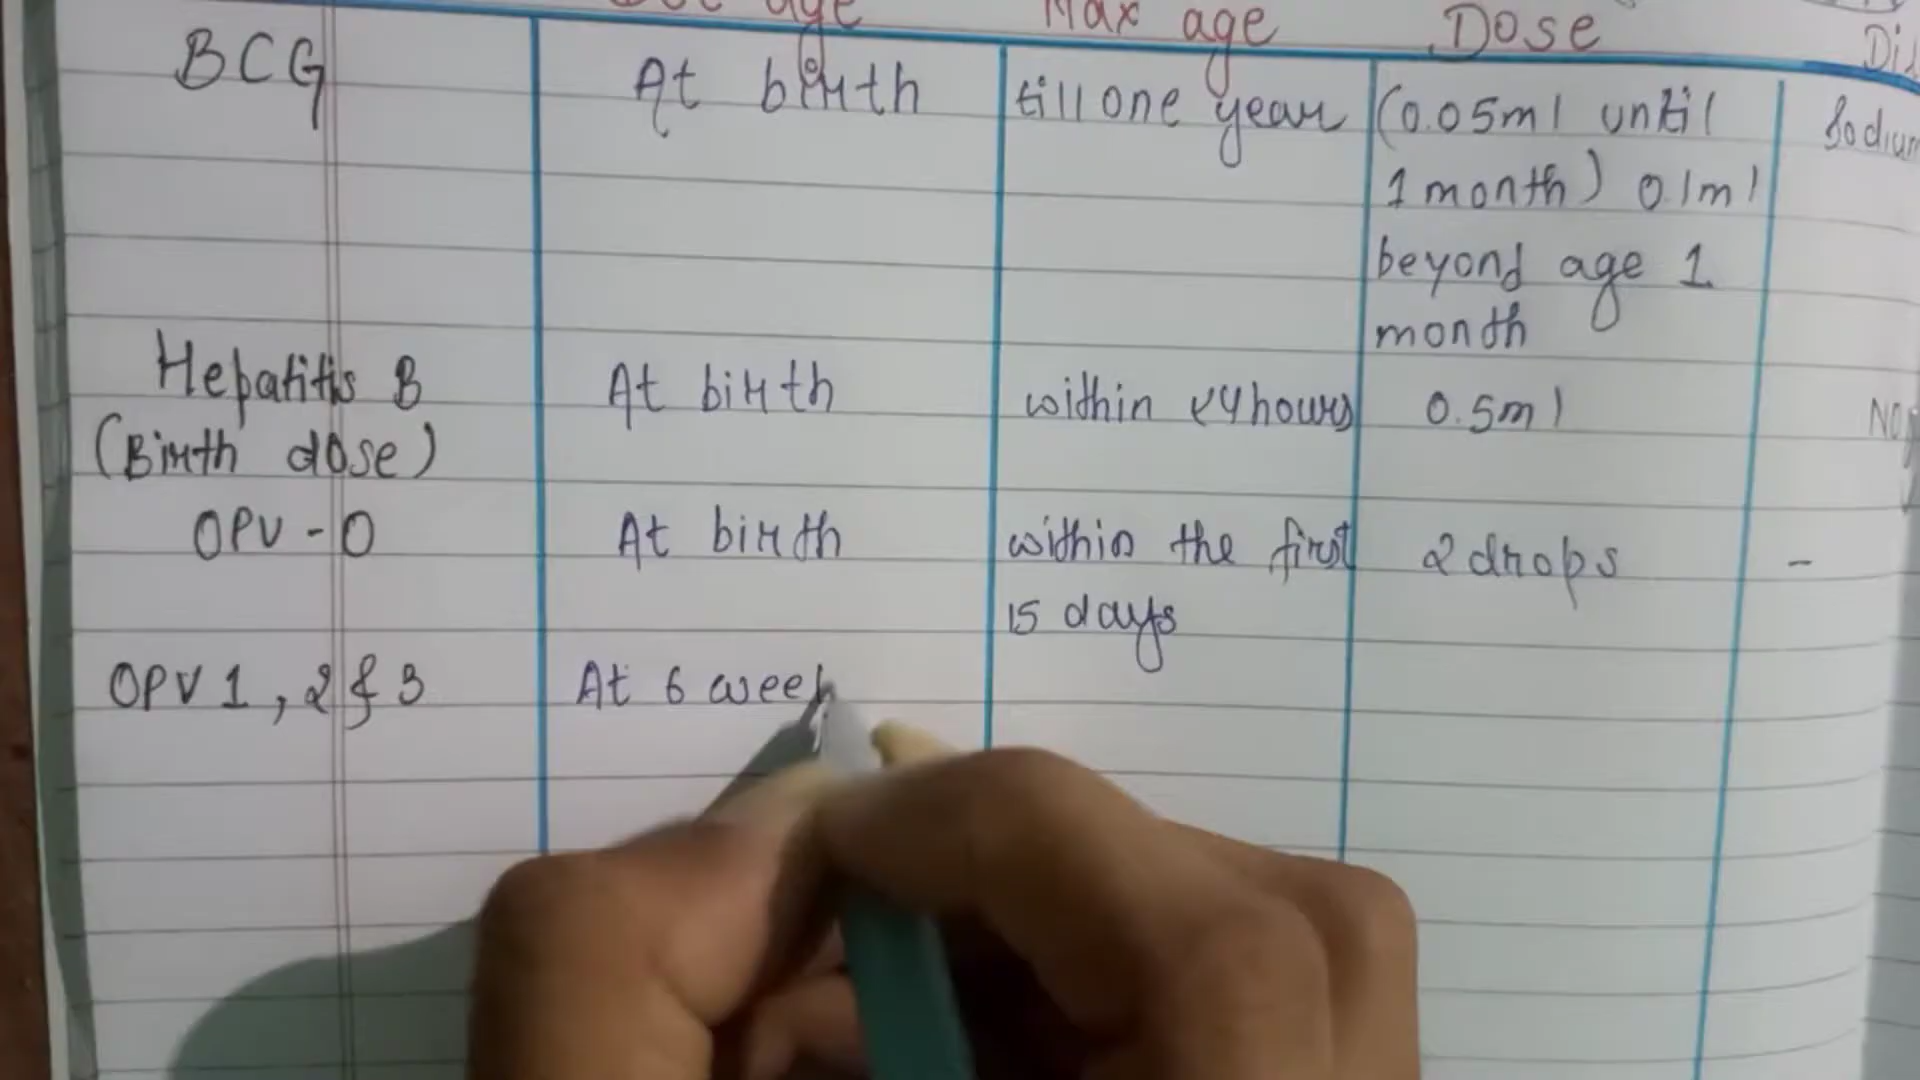 age Max age Dose
BCG At birth till one year (0.05ml until
1 month) 0.1ml
beyond age 1
month
Hepatitis B At birth within 24hours 0.5ml
(Birth dose)
OPV - 0 At birth within the first 2 drops -
15 days
OPV 1, 2 & 3 At 6 week